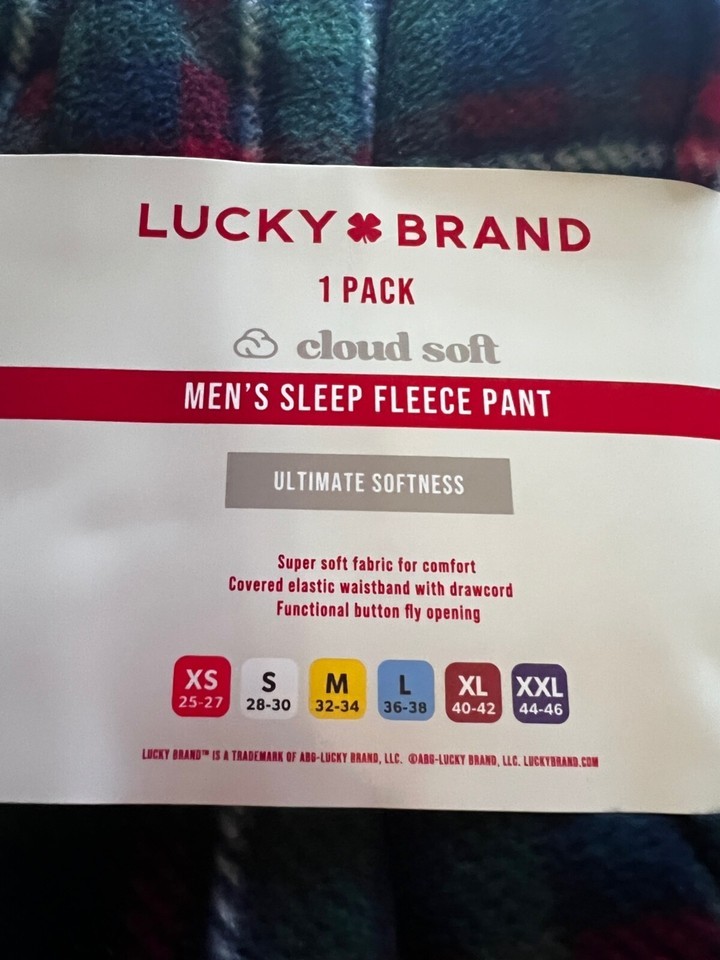 LUCKY BRAND
1 PACK
cloud soft
MEN'S SLEEP FLEECE PANT
ULTIMATE SOFTNESS
Super soft fabric for comfort
Covered elastic waistband with drawcord
Functional button fly opening
XS S M L XL XXL
25-27 28-30 32-34 36-38 40-42 44-46
LUCKY BRAND™ IS A TRADEMARK OF ABG-LUCKY BRAND, LLC. ©ABG-LUCKY BRAND, LLC. LUCKYBRAND.COM